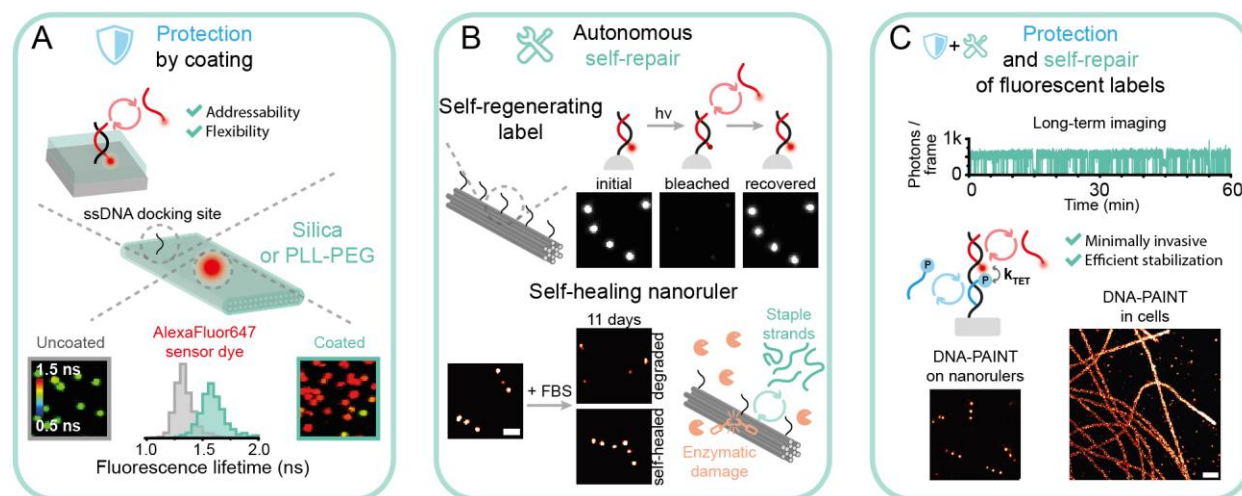 A
Protection
by coating
Addressability
Flexibility
ssDNA docking site
Silica
or PLL-PEG
Uncoated
AlexaFluor647
sensor dye
Coated
1.5 ns
0.5 ns
1.0 1.5 2.0
Fluorescence lifetime (ns)
B
Autonomous
self-repair
Self-regenerating
label
hv
initial bleached recovered
Self-healing nanoruler
11 days
+ FBS
degraded
self-healed
Staple
strands
Enzymatic
damage
C
+
Protection
and self-repair
of fluorescent labels
Long-term imaging
Photons /
frame
1k
0
0 30 60
Time (min)
P
P
kTET
Minimally invasive
Efficient stabilization
DNA-PAINT
on nanorulers
DNA-PAINT
in cells